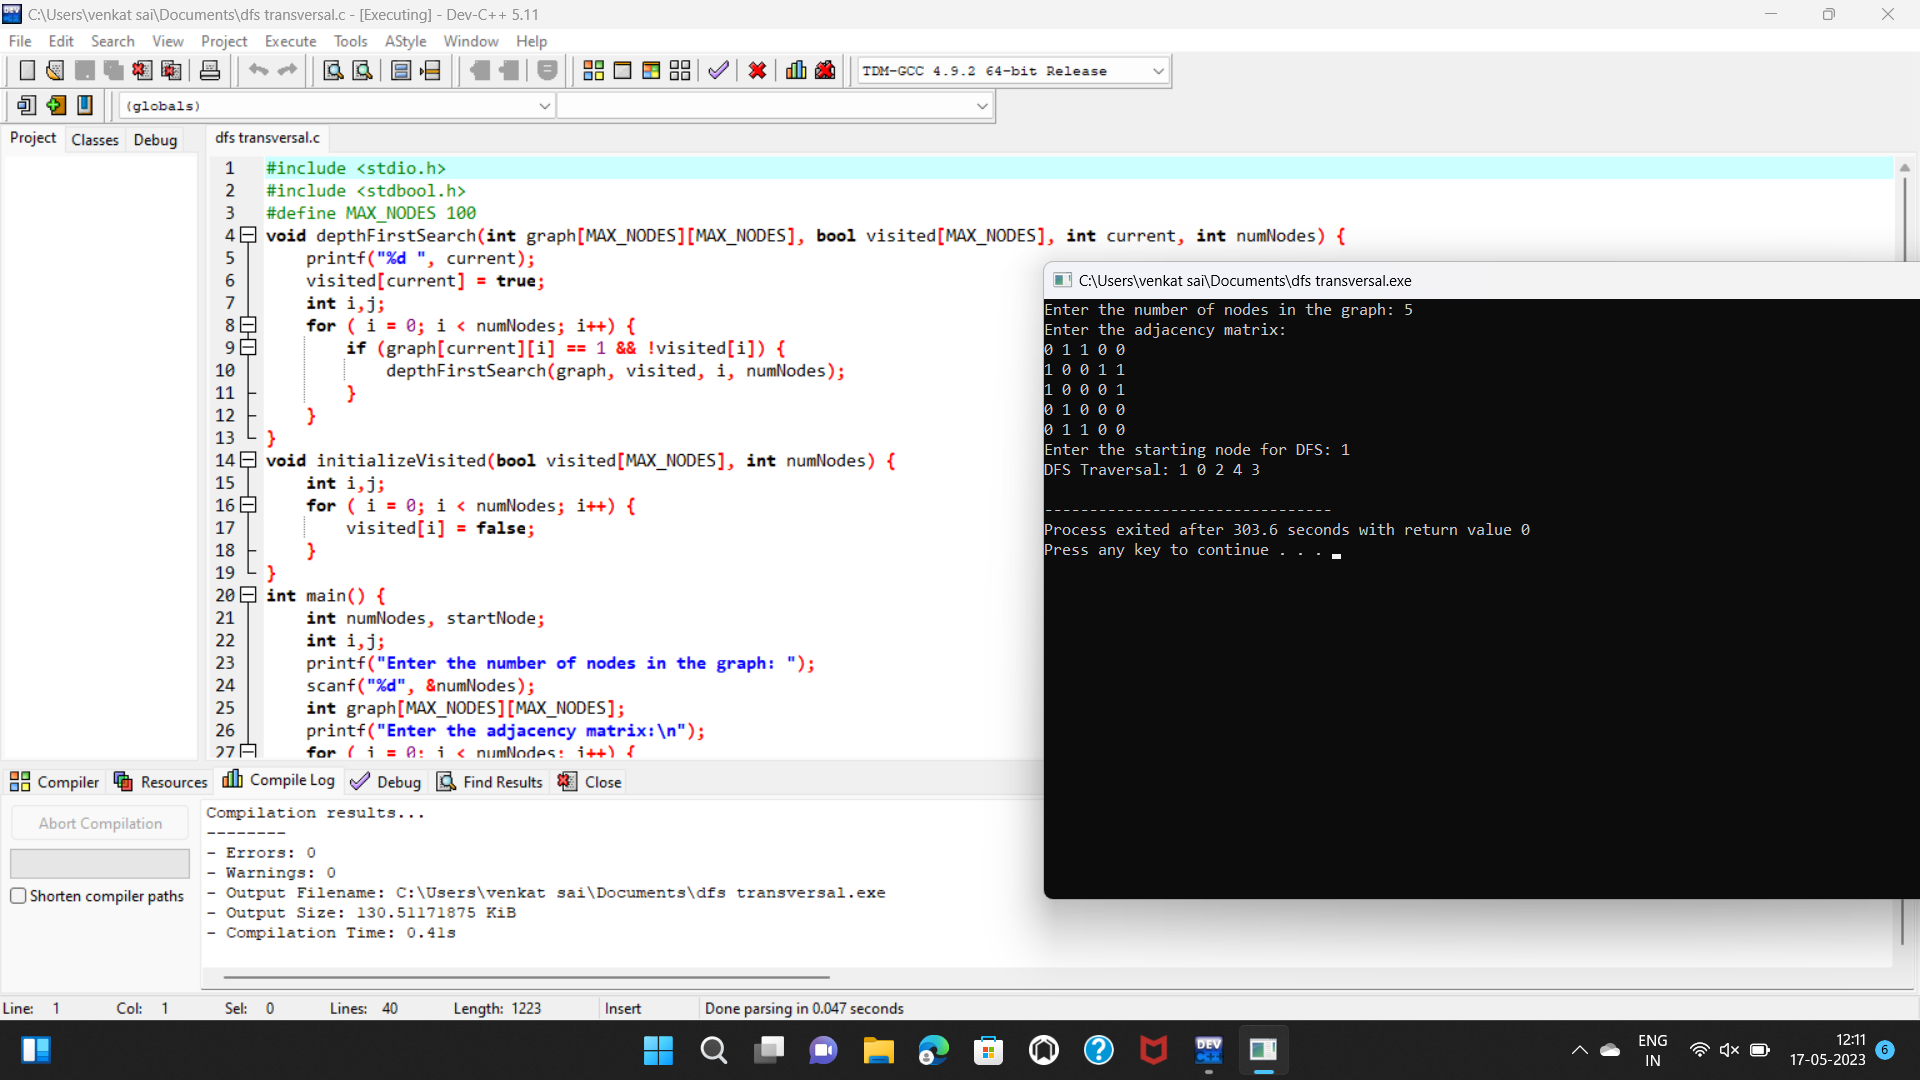 C:\Users\venkat sai\Documents\dfs transversal.c - [Executing] - Dev-C++ 5.11
File Edit Search View Project Execute Tools AStyle Window Help
TDM-GCC 4.9.2 64-bit Release
(globals)
Project Classes Debug
dfs transversal.c
1 #include <stdio.h>
2 #include <stdbool.h>
3 #define MAX_NODES 100
4 void depthFirstSearch(int graph[MAX_NODES][MAX_NODES], bool visited[MAX_NODES], int current, int numNodes) {
5 printf("%d ", current);
6 visited[current] = true;
7 int i,j;
8 for ( i = 0; i < numNodes; i++) {
9 if (graph[current][i] == 1 && !visited[i]) {
10 depthFirstSearch(graph, visited, i, numNodes);
11 }
12 }
13 }
14 void initializeVisited(bool visited[MAX_NODES], int numNodes) {
15 int i,j;
16 for ( i = 0; i < numNodes; i++) {
17 visited[i] = false;
18 }
19 }
20 int main() {
21 int numNodes, startNode;
22 int i,j;
23 printf("Enter the number of nodes in the graph: ");
24 scanf("%d", &numNodes);
25 int graph[MAX_NODES][MAX_NODES];
26 printf("Enter the adjacency matrix:\n");
27 for ( i = 0; i < numNodes; i++) {
C:\Users\venkat sai\Documents\dfs transversal.exe
Enter the number of nodes in the graph: 5
Enter the adjacency matrix:
0 1 1 0 0
1 0 0 1 1
1 0 0 0 1
0 1 0 0 0
0 1 1 0 0
Enter the starting node for DFS: 1
DFS Traversal: 1 0 2 4 3
--------------------------------
Process exited after 303.6 seconds with return value 0
Press any key to continue . . .
Compiler Resources Compile Log Debug Find Results Close
Abort Compilation
Shorten compiler paths
Compilation results...
--------
- Errors: 0
- Warnings: 0
- Output Filename: C:\Users\venkat sai\Documents\dfs transversal.exe
- Output Size: 130.51171875 KiB
- Compilation Time: 0.41s
Line: 1 Col: 1 Sel: 0 Lines: 40 Length: 1223 Insert Done parsing in 0.047 seconds
DEV
ENG
IN
12:11
17-05-2023
6